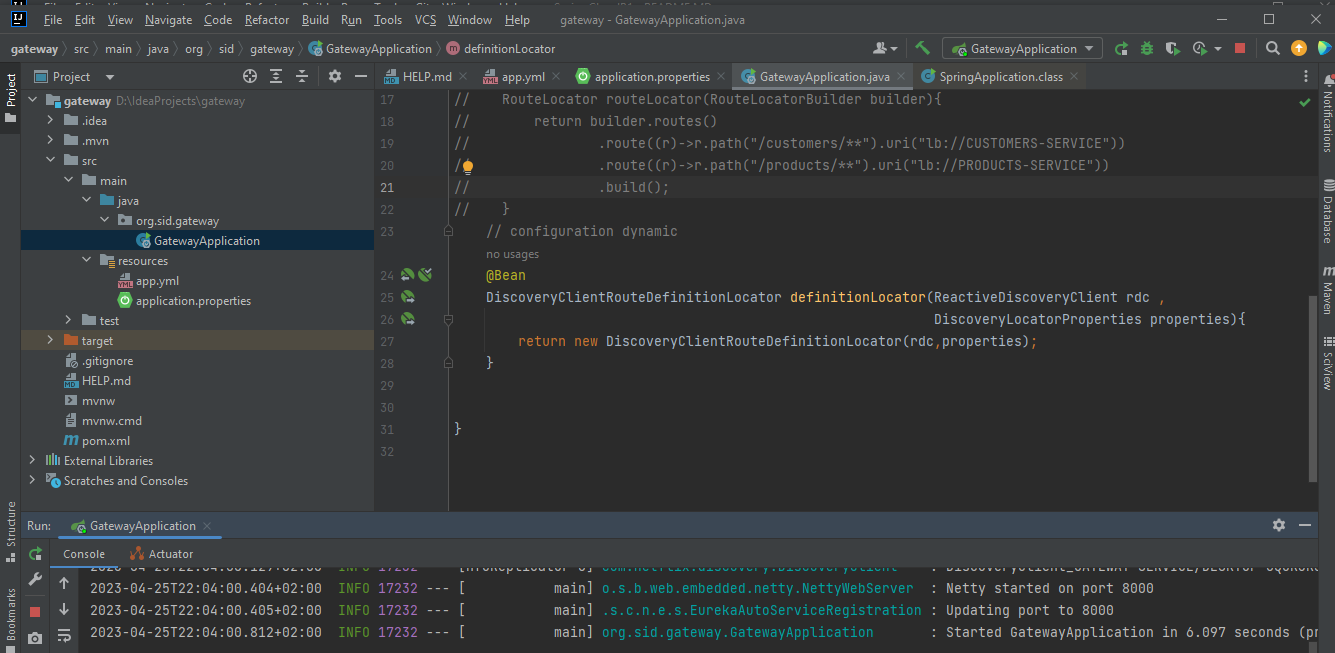 File Edit View Navigate Code Refactor Build Run Tools VCS Window Help gateway - GatewayApplication.java
gateway src main java org sid gateway GatewayApplication m definitionLocator GatewayApplication
Project
Project
gateway D:\IdeaProjects\gateway
.idea
.mvn
src
main
java
org.sid.gateway
GatewayApplication
resources
app.yml
application.properties
test
target
.gitignore
HELP.md
mvnw
mvnw.cmd
pom.xml
External Libraries
Scratches and Consoles
HELP.md app.yml application.properties GatewayApplication.java SpringApplication.class
17 // RouteLocator routeLocator(RouteLocatorBuilder builder){
18 // return builder.routes()
19 // .route((r)->r.path("/customers/**").uri("lb://CUSTOMERS-SERVICE"))
20 / .route((r)->r.path("/products/**").uri("lb://PRODUCTS-SERVICE"))
21 // .build();
22 // }
23 // configuration dynamic
no usages
24 @Bean
25 DiscoveryClientRouteDefinitionLocator definitionLocator(ReactiveDiscoveryClient rdc ,
26 DiscoveryLocatorProperties properties){
27 return new DiscoveryClientRouteDefinitionLocator(rdc,properties);
28 }
29
30
31 }
32
Notifications
Database
Maven
SciView
Structure
Bookmarks
Run: GatewayApplication
Console Actuator
2023-04-25T22:04:00.404+02:00 INFO 17232 --- [ main] o.s.b.web.embedded.netty.NettyWebServer : Netty started on port 8000
2023-04-25T22:04:00.405+02:00 INFO 17232 --- [ main] .s.c.n.e.s.EurekaAutoServiceRegistration : Updating port to 8000
2023-04-25T22:04:00.812+02:00 INFO 17232 --- [ main] org.sid.gateway.GatewayApplication : Started GatewayApplication in 6.097 seconds (pr